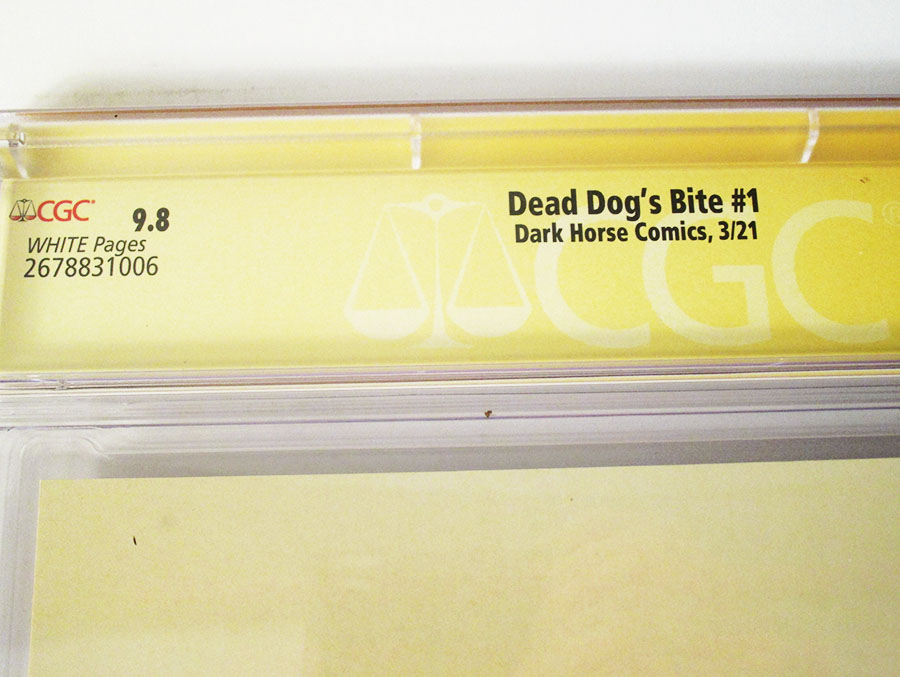 CGC®
9.8
WHITE Pages
2678831006
Dead Dog's Bite #1
Dark Horse Comics, 3/21
CGC®